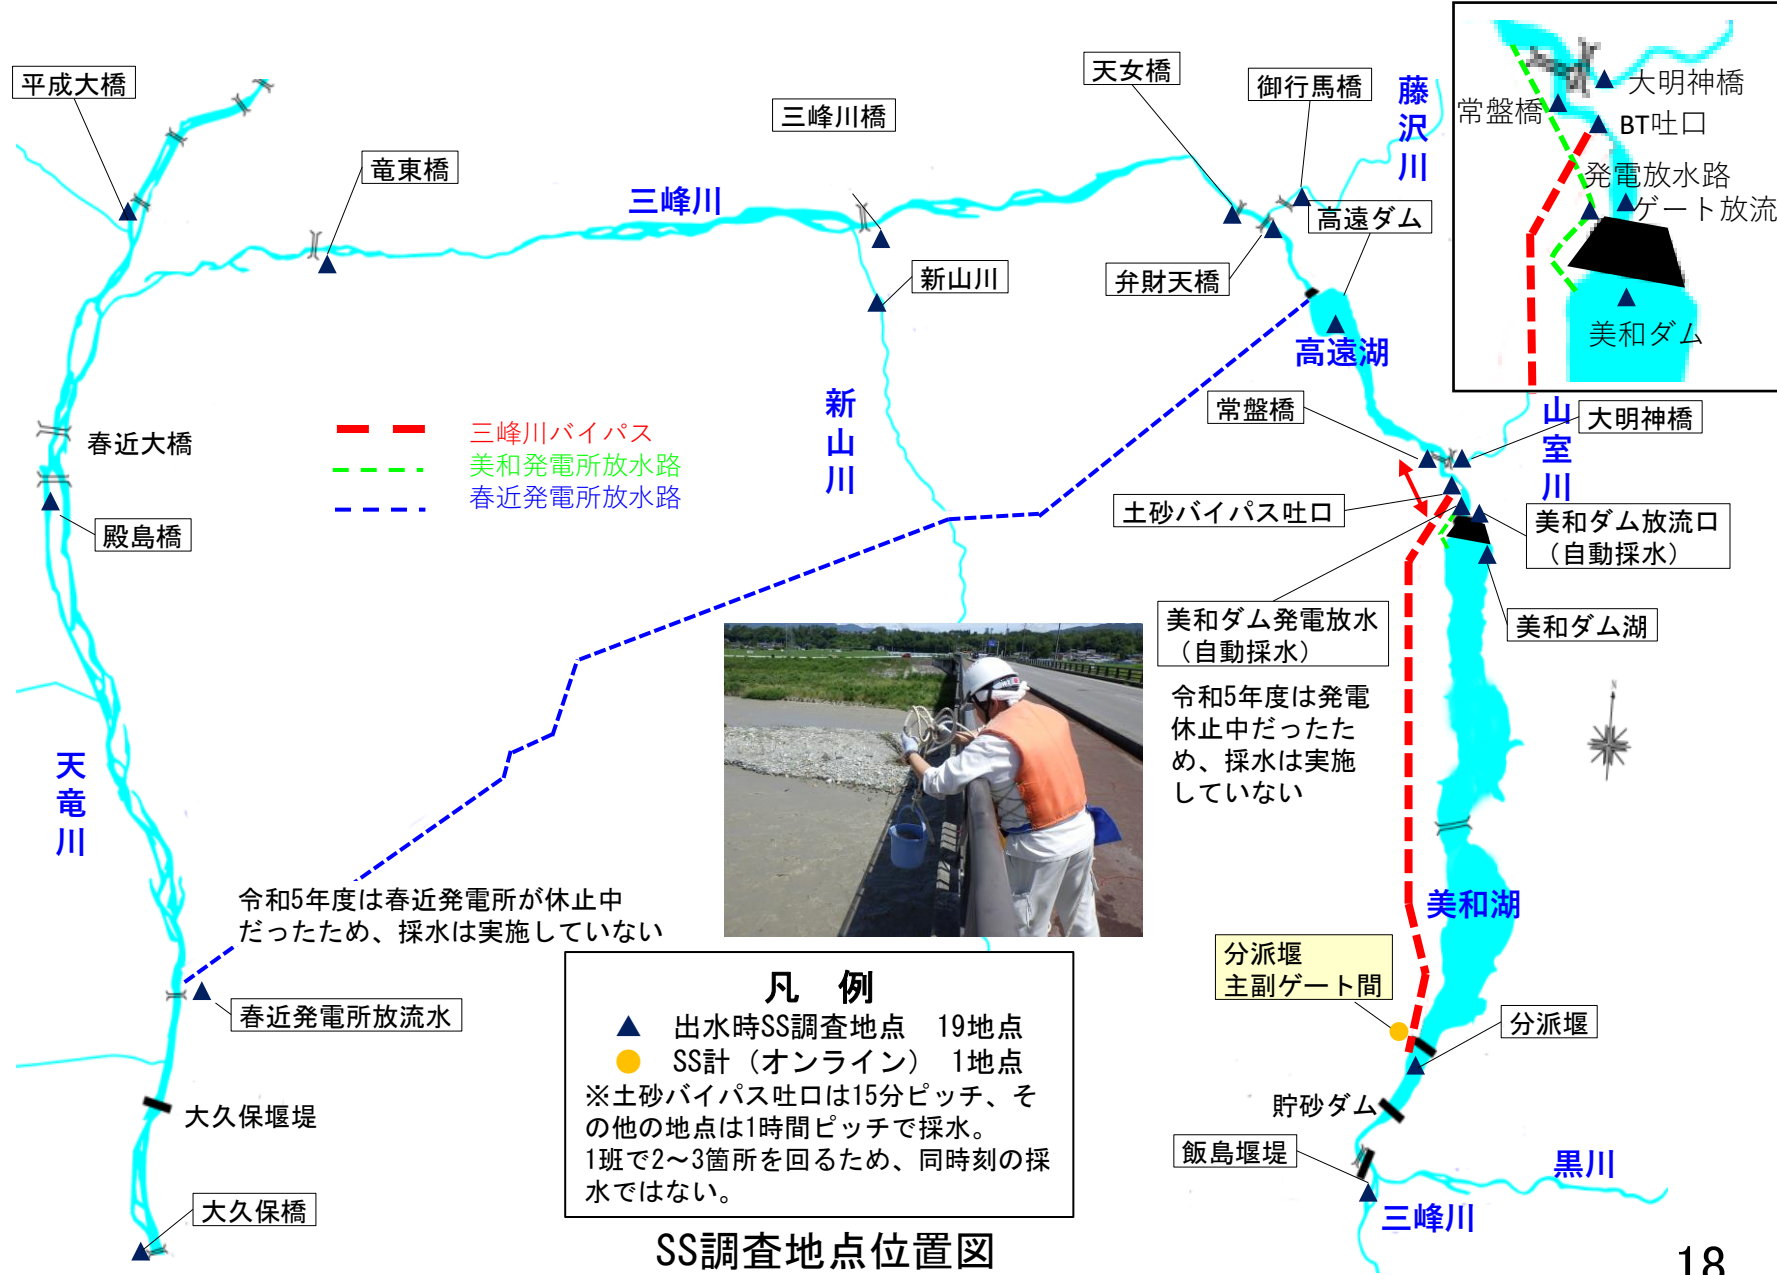 平成大橋
竜東橋
三峰川橋
三峰川
天女橋
御行馬橋
藤沢川
高遠ダム
弁財天橋
新山川
高遠湖
新山川
常盤橋
大明神橋
山室川
大明神橋
常盤橋
BT吐口
発電放水路
ゲート放流
美和ダム
春近大橋
三峰川バイパス
美和発電所放水路
春近発電所放水路
殿島橋
土砂バイパス吐口
美和ダム放流口
(自動採水)
美和ダム発電放水
(自動採水)
美和ダム湖
令和5年度は発電
休止中だったた
め、採水は実施
していない
天竜川
令和5年度は春近発電所が休止中
だったため、採水は実施していない
美和湖
分派堰
主副ゲート間
分派堰
春近発電所放流水
貯砂ダム
大久保堰堤
飯島堰堤
黒川
大久保橋
三峰川
凡 例
出水時SS調査地点 19地点
SS計(オンライン) 1地点
※土砂バイパス吐口は15分ピッチ、そ
の他の地点は1時間ピッチで採水。
1班で2~3箇所を回るため、同時刻の採
水ではない。
SS調査地点位置図
N
18